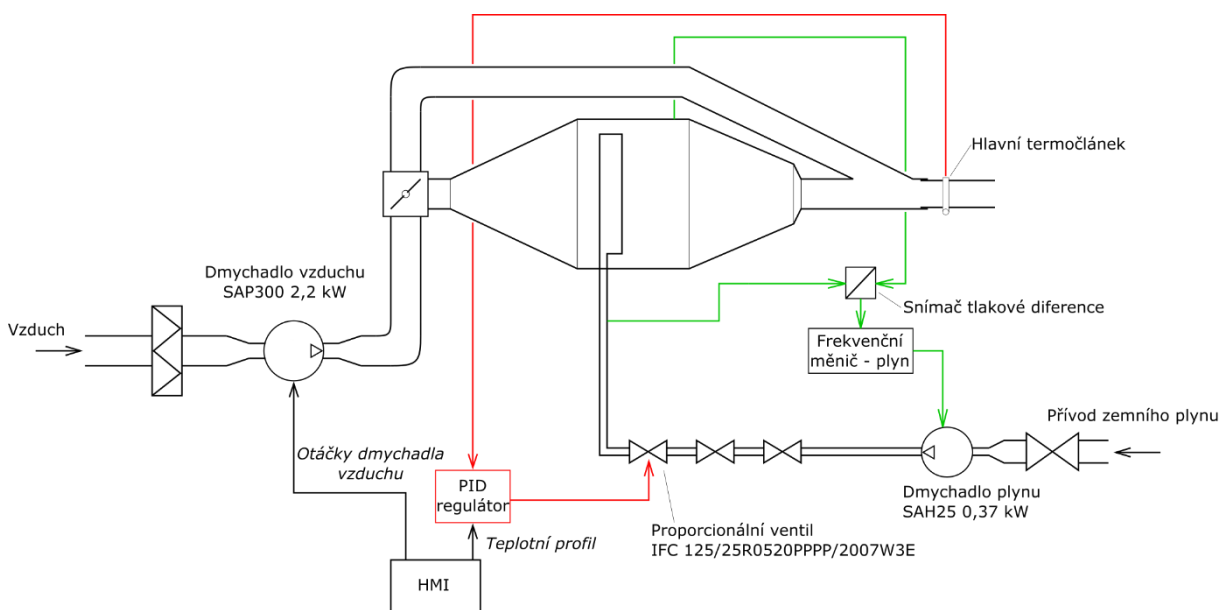 Hlavní termočlánek
Dmychadlo vzduchu
SAP300 2,2 kW
Snímač tlakové diference
Vzduch
Frekvenční
měnič - plyn
Přívod zemního plynu
Otáčky dmychadla
vzduchu
PID
regulátor
Dmychadlo plynu
SAH25 0,37 kW
Proporcionální ventil
IFC 125/25R0520PPPP/2007W3E
Teplotní profil
HMI